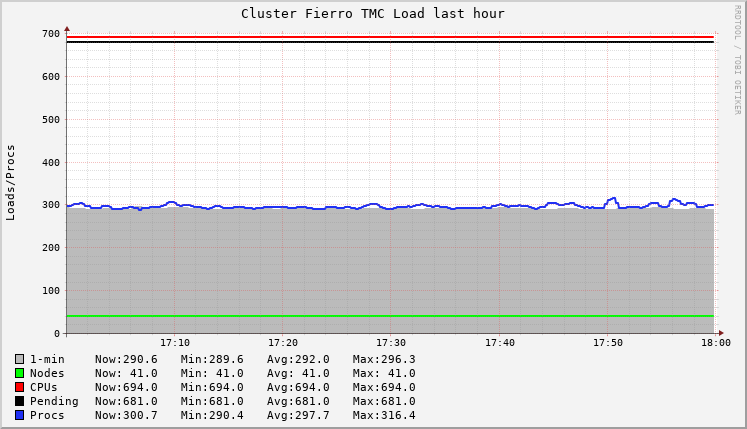 Cluster Fierro TMC Load last hour
RRDTOOL / TOBI OETIKER
Loads/Procs
700
600
500
400
300
200
100
0
17:10 17:20 17:30 17:40 17:50 18:00
1-min Now:290.6 Min:289.6 Avg:292.0 Max:296.3
Nodes Now: 41.0 Min: 41.0 Avg: 41.0 Max: 41.0
CPUs Now:694.0 Min:694.0 Avg:694.0 Max:694.0
Pending Now:681.0 Min:681.0 Avg:681.0 Max:681.0
Procs Now:300.7 Min:290.4 Avg:297.7 Max:316.4